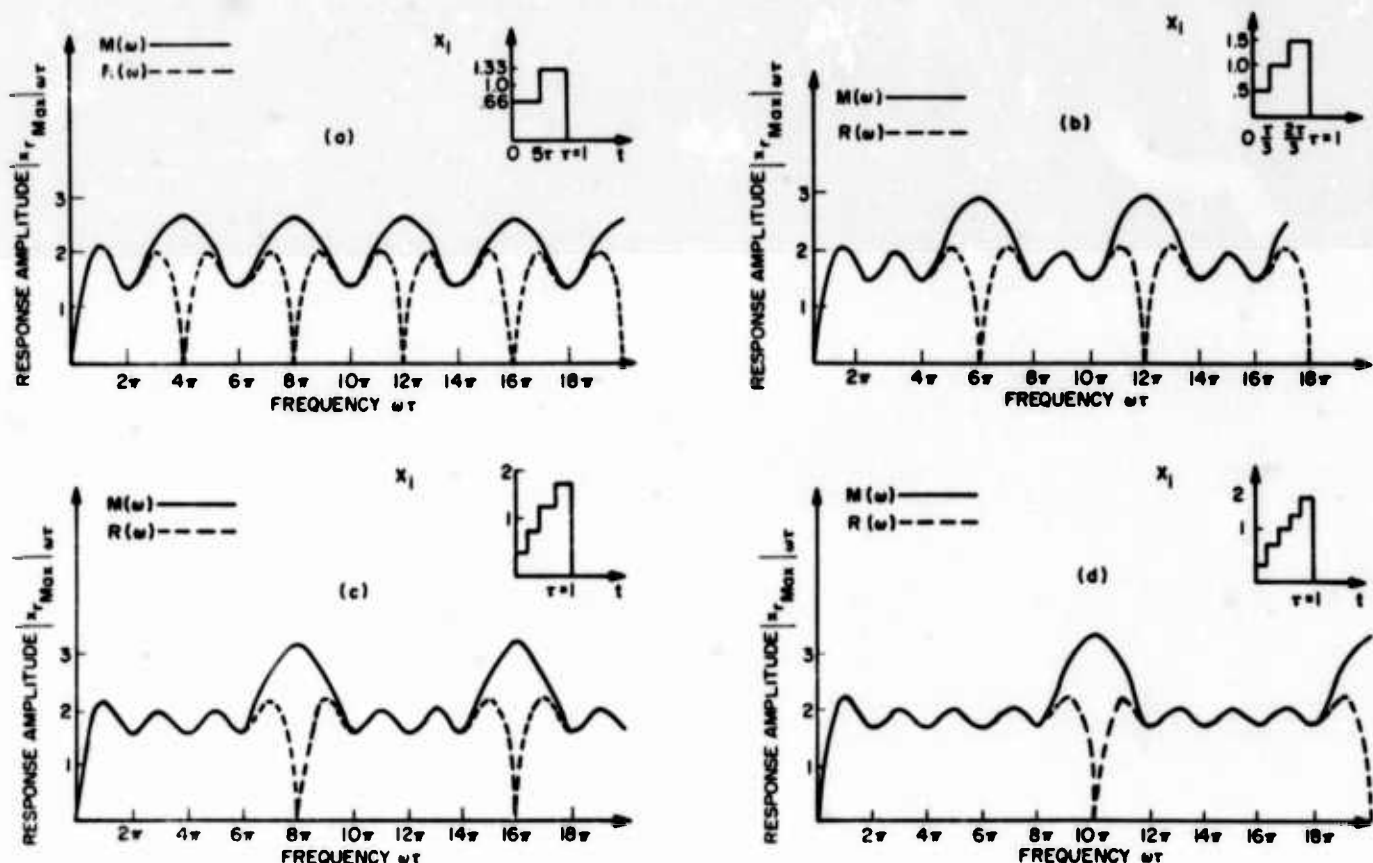 M(ω)
F.(ω)
(a)
X₁
1.33
1.0
.66
0 5τ τ=1 t
RESPONSE AMPLITUDE |x_r Max| ωτ
3
2
1
2π 4π 6π 8π 10π 12π 14π 16π 18π
FREQUENCY ωτ
M(ω)
R(ω)
(b)
X₁
1.5
1.0
.5
0 τ/3 2τ/3 τ=1 t
RESPONSE AMPLITUDE |x_r Max| ωτ
3
2
1
2π 4π 6π 8π 10π 12π 14π 16π 18π
FREQUENCY ωτ
M(ω)
R(ω)
(c)
X₁
2
1
τ=1 t
RESPONSE AMPLITUDE |x_r Max| ωτ
3
2
1
2π 4π 6π 8π 10π 12π 14π 16π 18π
FREQUENCY ωτ
M(ω)
R(ω)
(d)
X₁
2
1
τ=1 t
RESPONSE AMPLITUDE |x_r Max| ωτ
3
2
1
2π 4π 6π 8π 10π 12π 14π 16π 18π
FREQUENCY ωτ